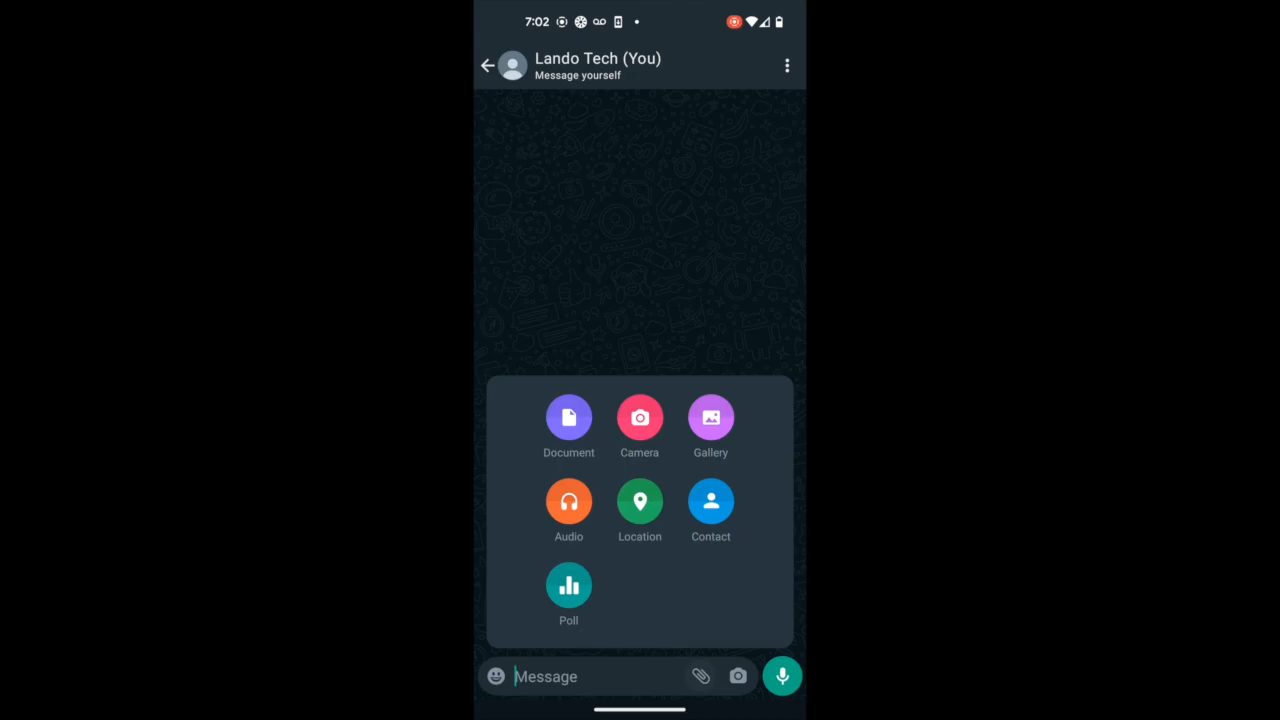 7:02
Lando Tech (You)
Message yourself
Document Camera Gallery
Audio Location Contact
Poll
Message